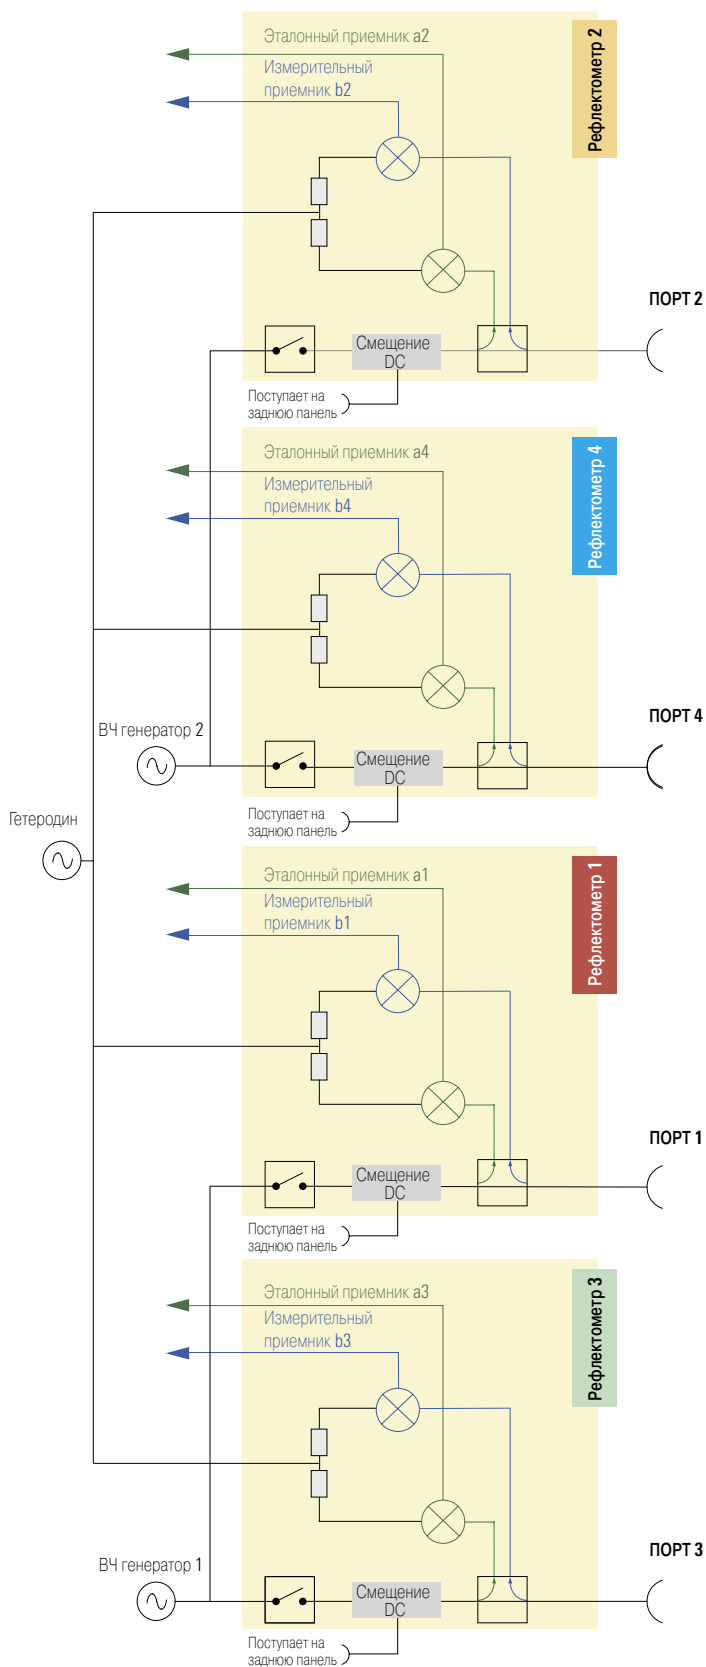 Эталонный приемник a2
Измерительный
приемник b2
Рефлектометр 2
ПОРТ 2
Смещение
DC
Поступает на
заднюю панель
Эталонный приемник a4
Измерительный
приемник b4
Рефлектометр 4
ПОРТ 4
ВЧ генератор 2
Смещение
DC
Поступает на
заднюю панель
Гетеродин
Эталонный приемник a1
Измерительный
приемник b1
Рефлектометр 1
ПОРТ 1
Смещение
DC
Поступает на
заднюю панель
Эталонный приемник a3
Измерительный
приемник b3
Рефлектометр 3
ПОРТ 3
ВЧ генератор 1
Смещение
DC
Поступает на
заднюю панель